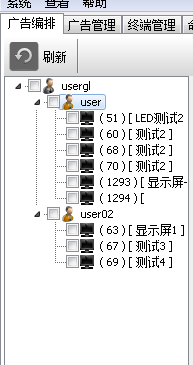 系统 查看 帮助
广告编排 广告管理 终端管理
刷新
usergl
user
(51) [ LED测试2
(60) [ 测试2 ]
(68) [ 测试2 ]
(70) [ 测试2 ]
(1293) [ 显示屏-
(1294) [
user02
(63) [ 显示屏1 ]
(67) [ 测试3 ]
(69) [ 测试4 ]